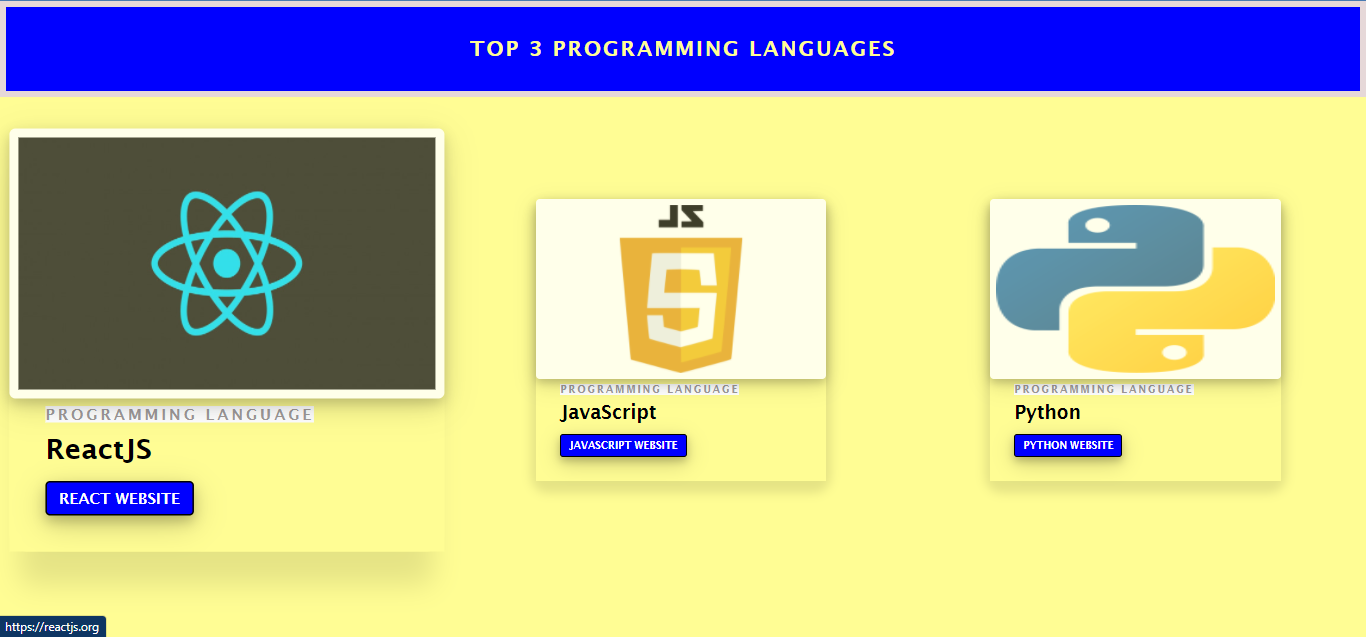 TOP 3 PROGRAMMING LANGUAGES
PROGRAMMING LANGUAGE
ReactJS
REACT WEBSITE
JS
5
PROGRAMMING LANGUAGE
JavaScript
JAVASCRIPT WEBSITE
PROGRAMMING LANGUAGE
Python
PYTHON WEBSITE
https://reactjs.org